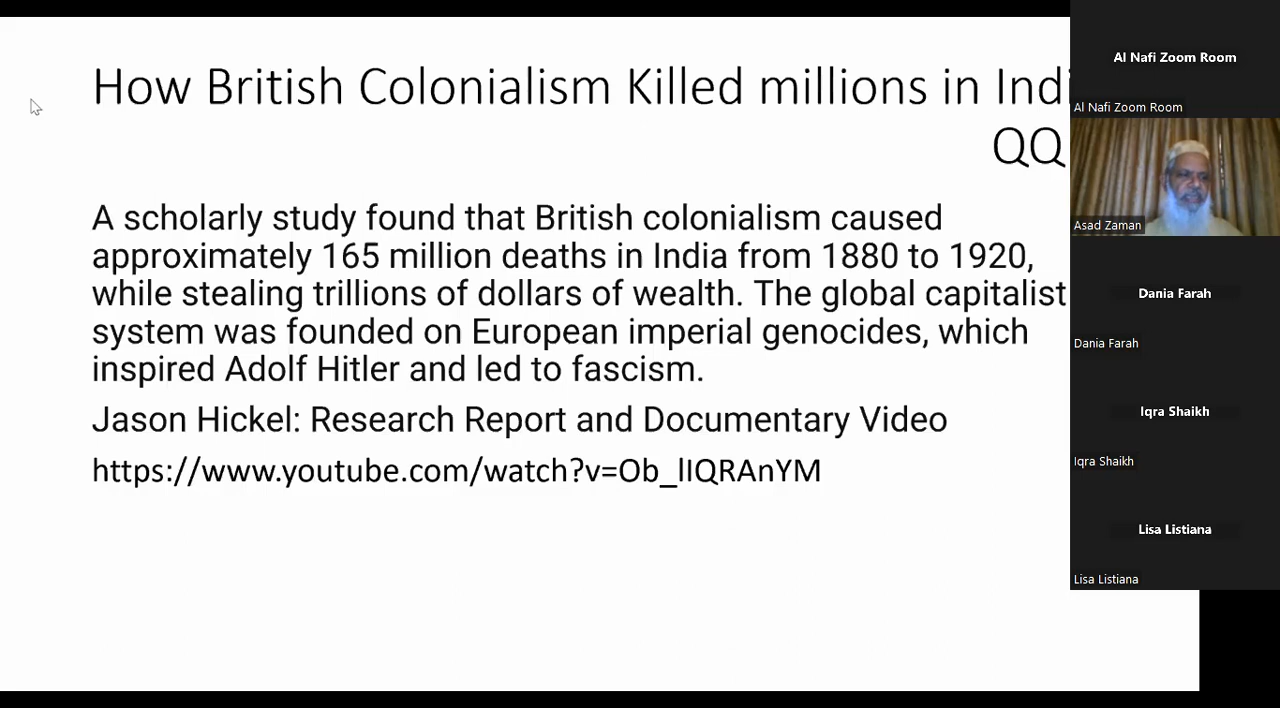 How British Colonialism Killed millions in Ind
QQ
A scholarly study found that British colonialism caused
approximately 165 million deaths in India from 1880 to 1920,
while stealing trillions of dollars of wealth. The global capitalist
system was founded on European imperial genocides, which
inspired Adolf Hitler and led to fascism.
Jason Hickel: Research Report and Documentary Video
https://www.youtube.com/watch?v=Ob_lIQRAnYM
Al Nafi Zoom Room
Al Nafi Zoom Room
Asad Zaman
Dania Farah
Dania Farah
Iqra Shaikh
Iqra Shaikh
Lisa Listiana
Lisa Listiana